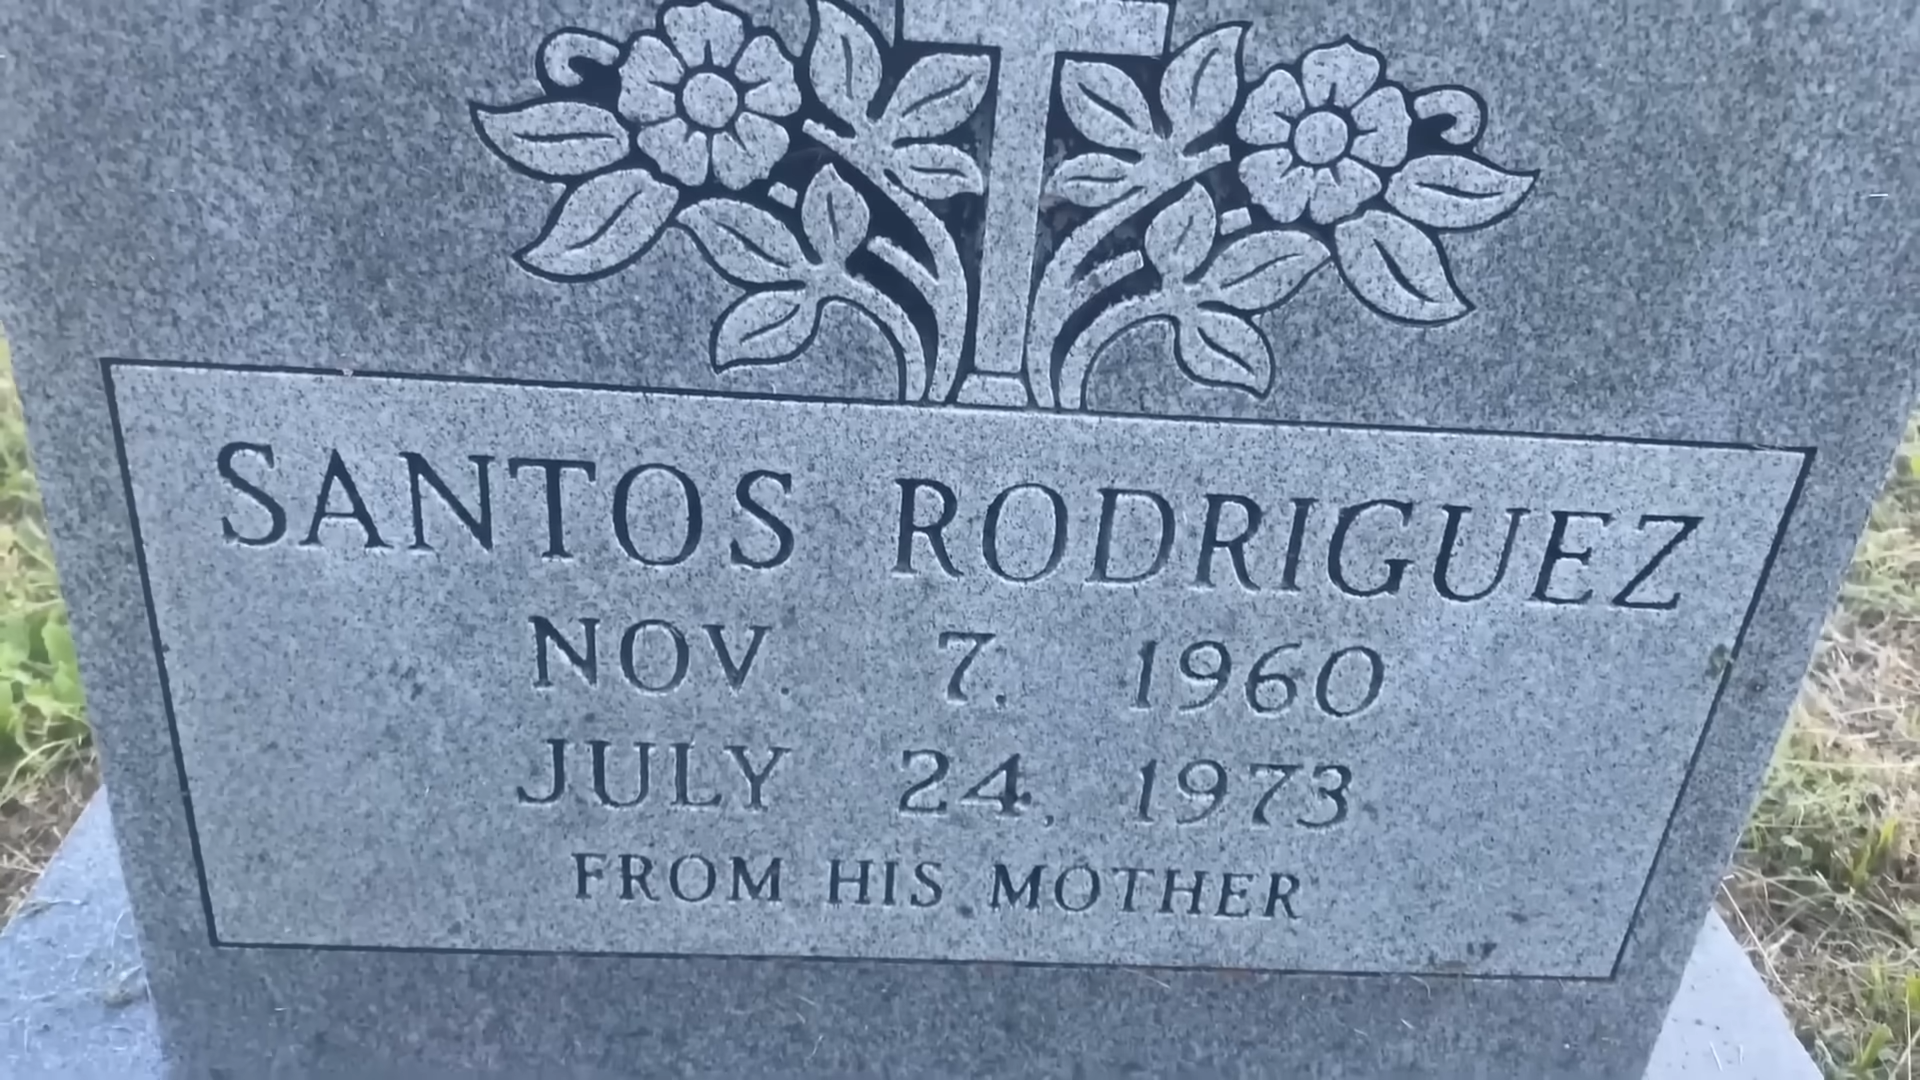 SANTOS RODRIGUEZ
NOV. 7. 1960
JULY 24, 1973
FROM HIS MOTHER